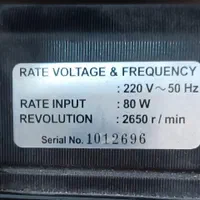 RATE VOLTAGE & FREQUENCY
: 220 V ~ 50 Hz
RATE INPUT : 80 W
REVOLUTION : 2650 r / min
Serial No. 1012696